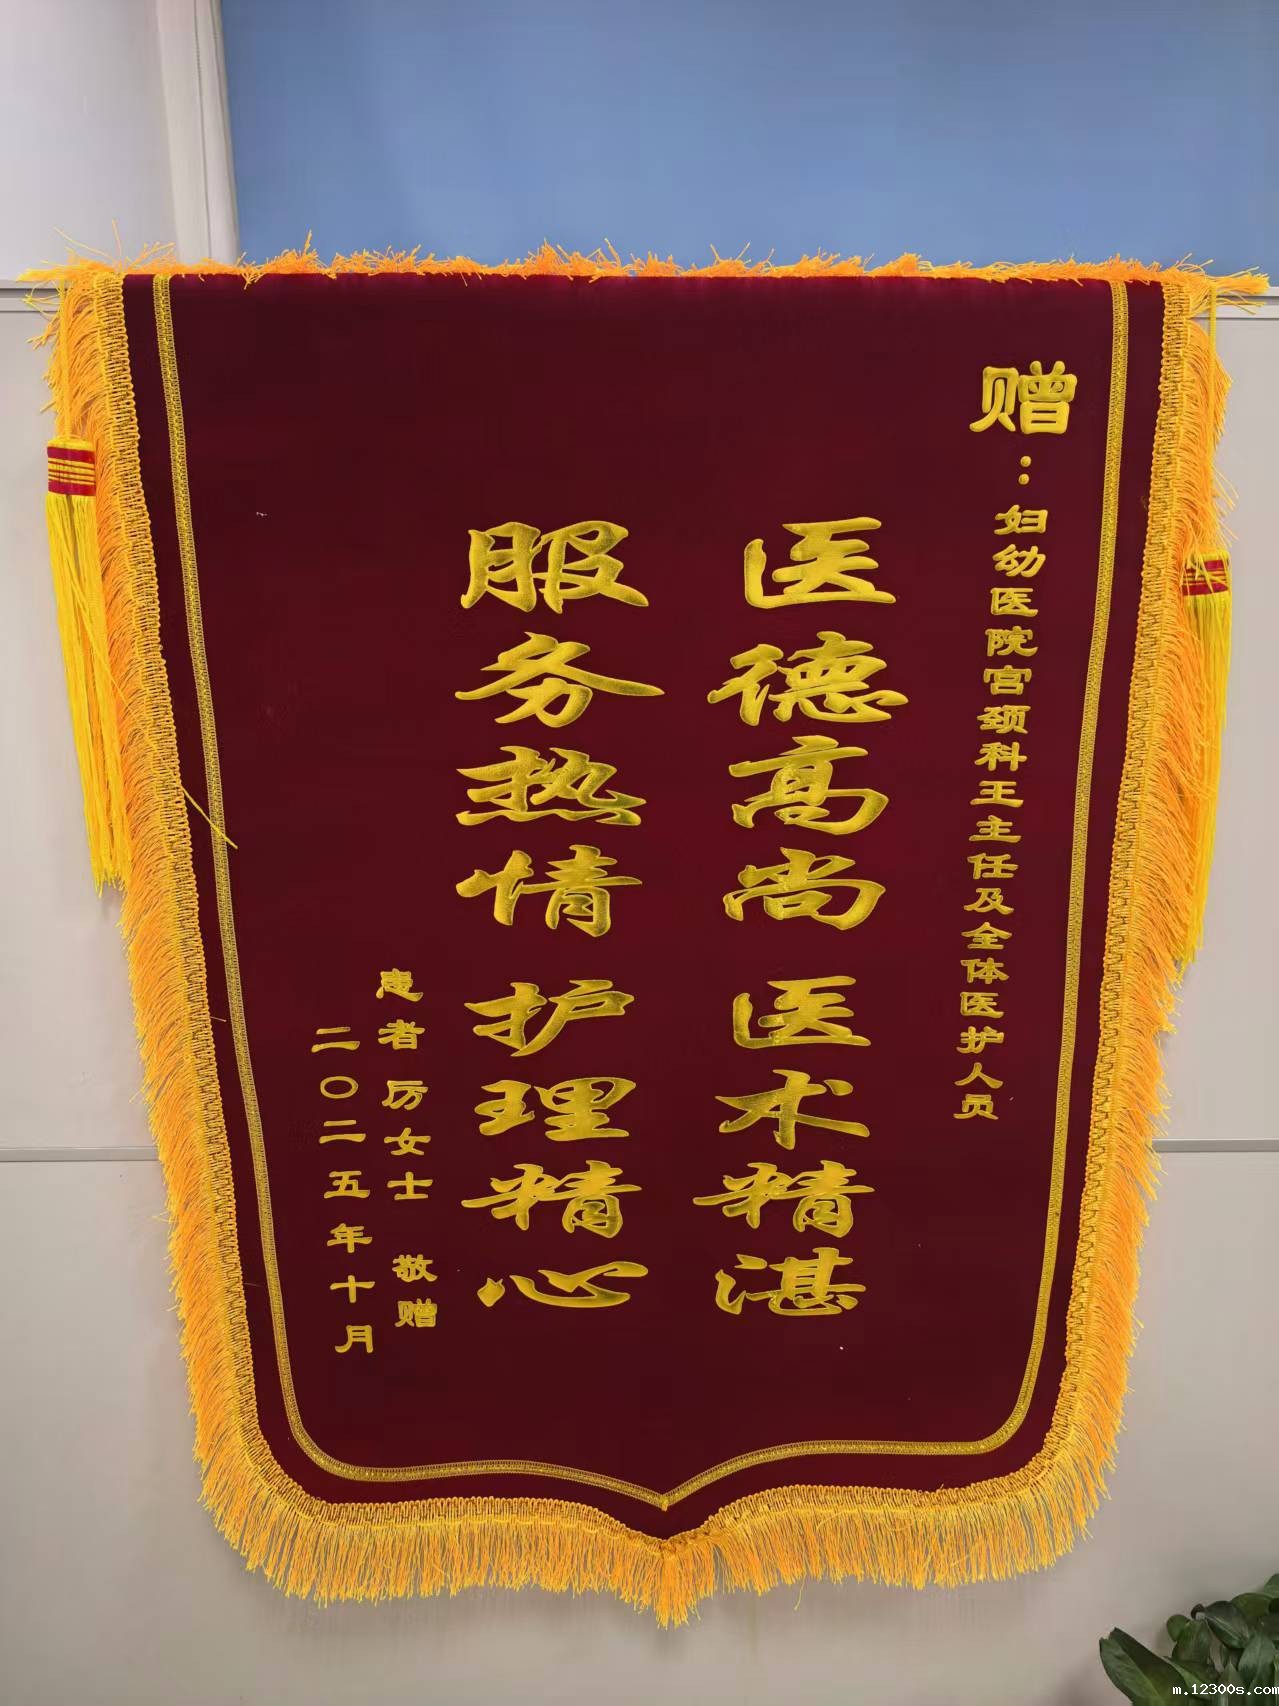 赠：妇幼医院宫颈科王主任及全体医护人员
医德高尚 医术精湛
服务热情 护理精心
患者 厉女士 敬赠
二〇二五年十月
m.12300s.com